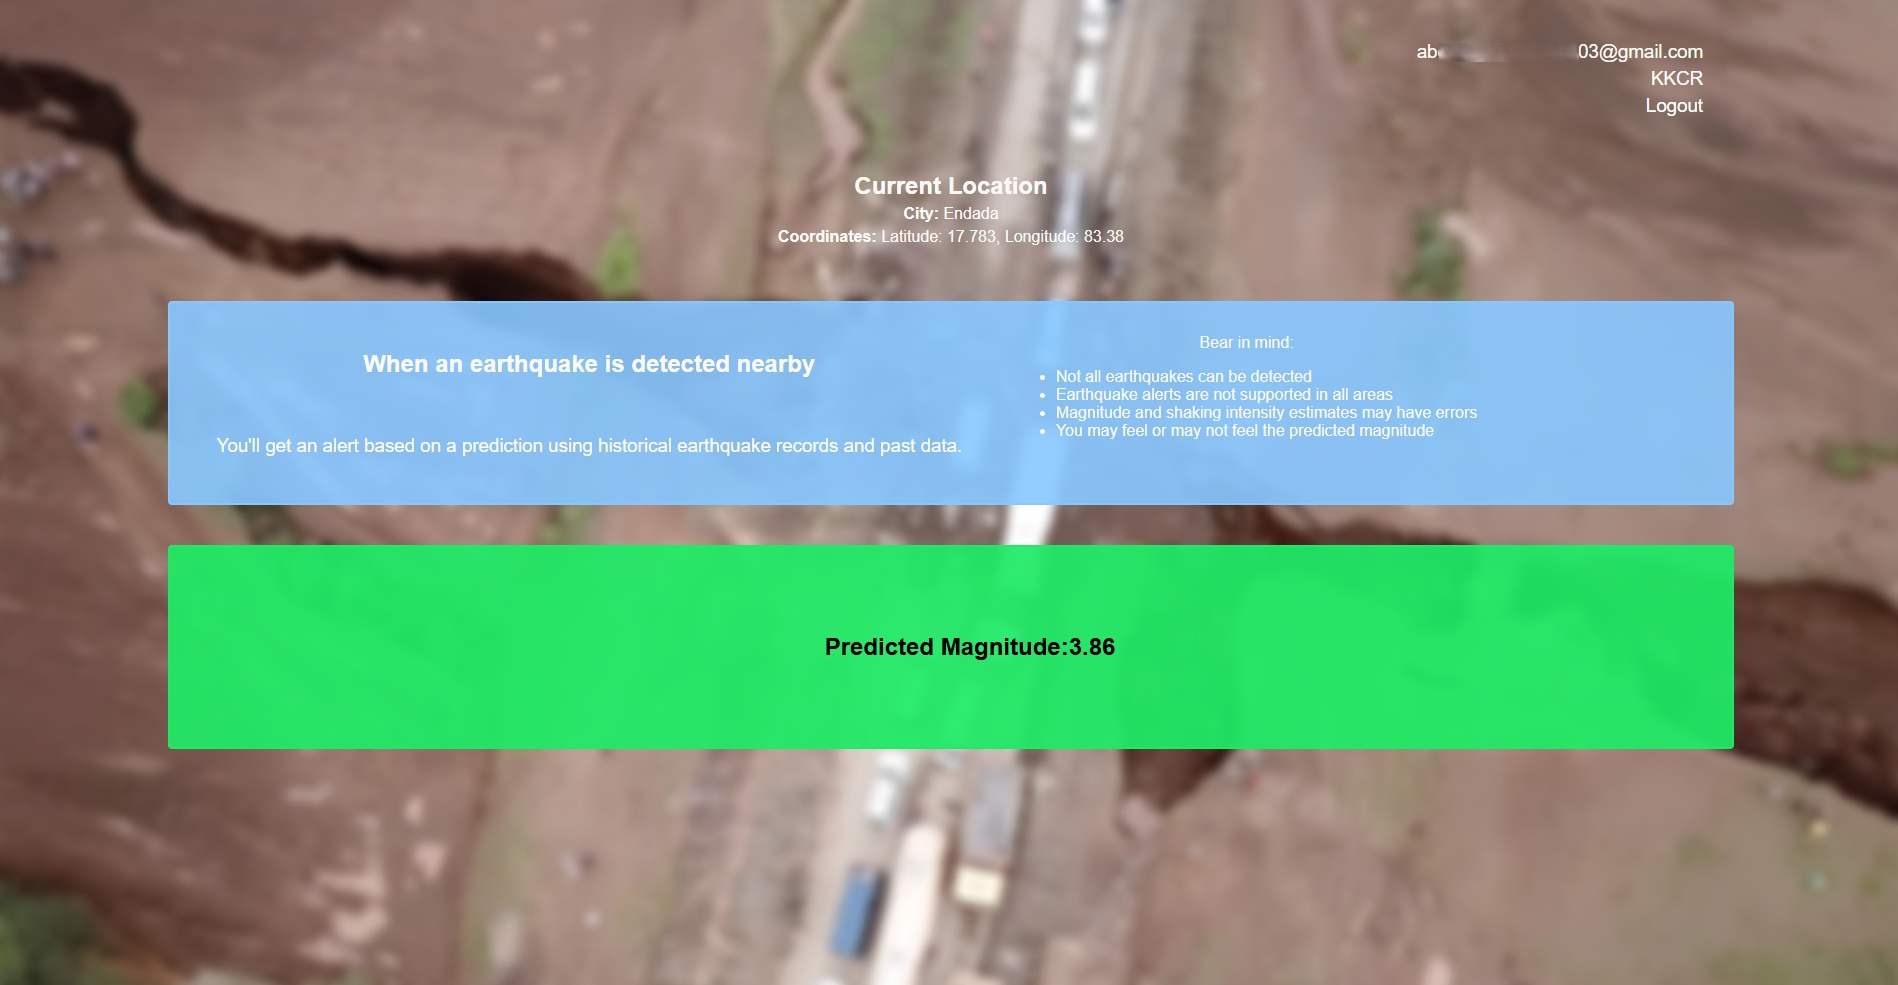 ab 03@gmail.com
KKCR
Logout
Current Location
City: Endada
Coordinates: Latitude: 17.783, Longitude: 83.38
When an earthquake is detected nearby
You'll get an alert based on a prediction using historical earthquake records and past data.
Bear in mind:
Not all earthquakes can be detected
Earthquake alerts are not supported in all areas
Magnitude and shaking intensity estimates may have errors
You may feel or may not feel the predicted magnitude
Predicted Magnitude:3.86